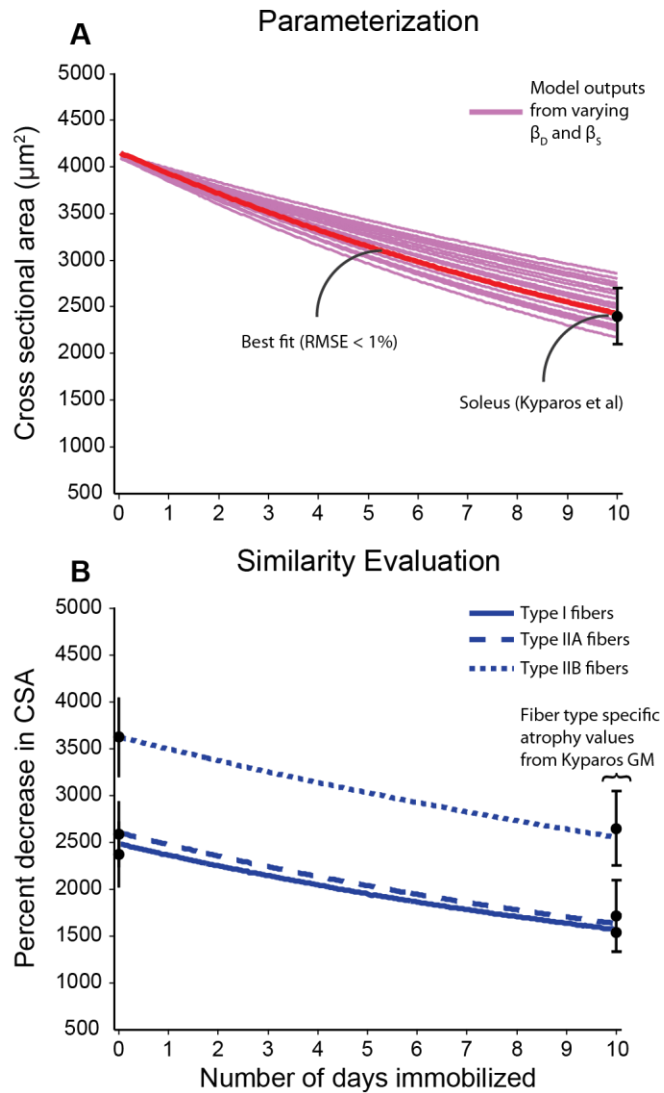 A
Parameterization
Cross sectional area (μm²)
5000
4500
4000
3500
3000
2500
2000
1500
1000
500
Model outputs
from varying
β_D and β_S
Best fit (RMSE < 1%)
Soleus (Kyparos et al)
0 1 2 3 4 5 6 7 8 9 10
B
Similarity Evaluation
Percent decrease in CSA
5000
4500
4000
3500
3000
2500
2000
1500
1000
500
Type I fibers
Type IIA fibers
Type IIB fibers
Fiber type specific
atrophy values
from Kyparos GM
0 1 2 3 4 5 6 7 8 9 10
Number of days immobilized